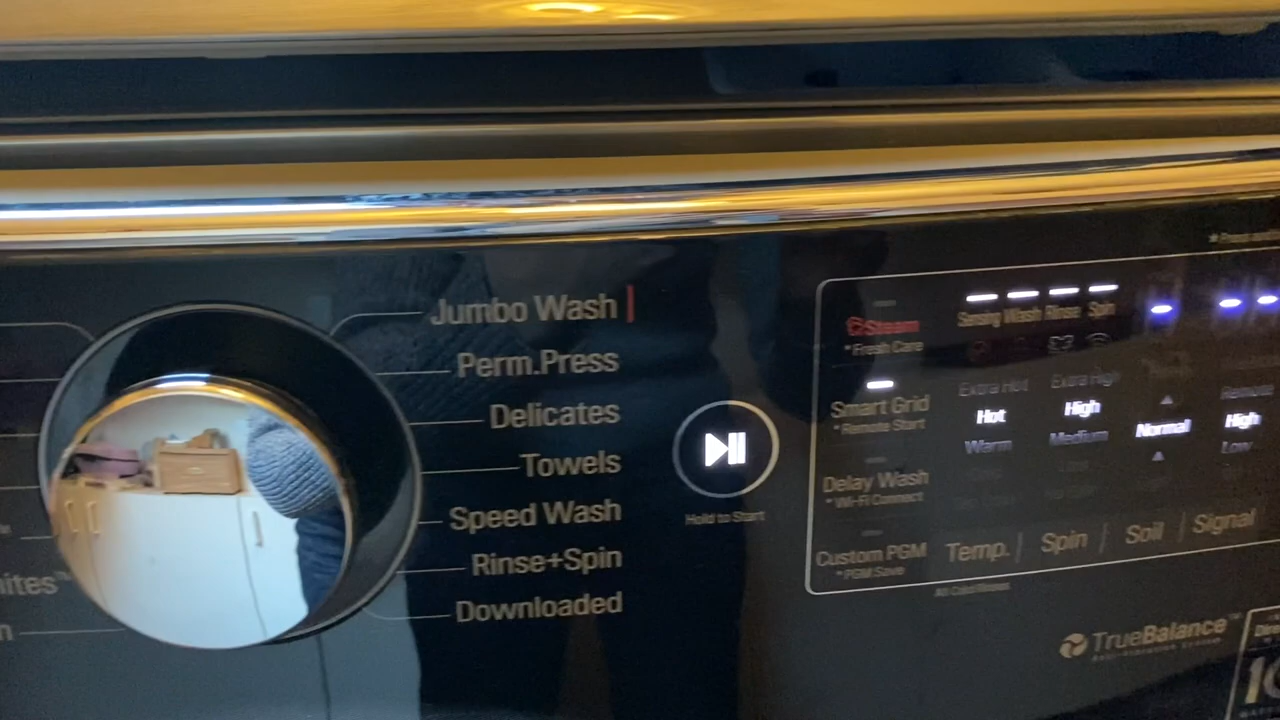 Jumbo Wash
Perm.Press
Delicates
Towels
Speed Wash
Rinse+Spin
Downloaded
Hold to Start
Steam
*Fresh Care
Smart Grid
*Remote Start
Delay Wash
*Wi-Fi Connect
Custom PGM
*PGM Save
Sensing Wash Rinse Spin
Extra Hot
Hot
Warm
Extra High
High
Medium
Normal
Remote
High
Low
Temp. | Spin | Soil | Signal
TrueBalance™